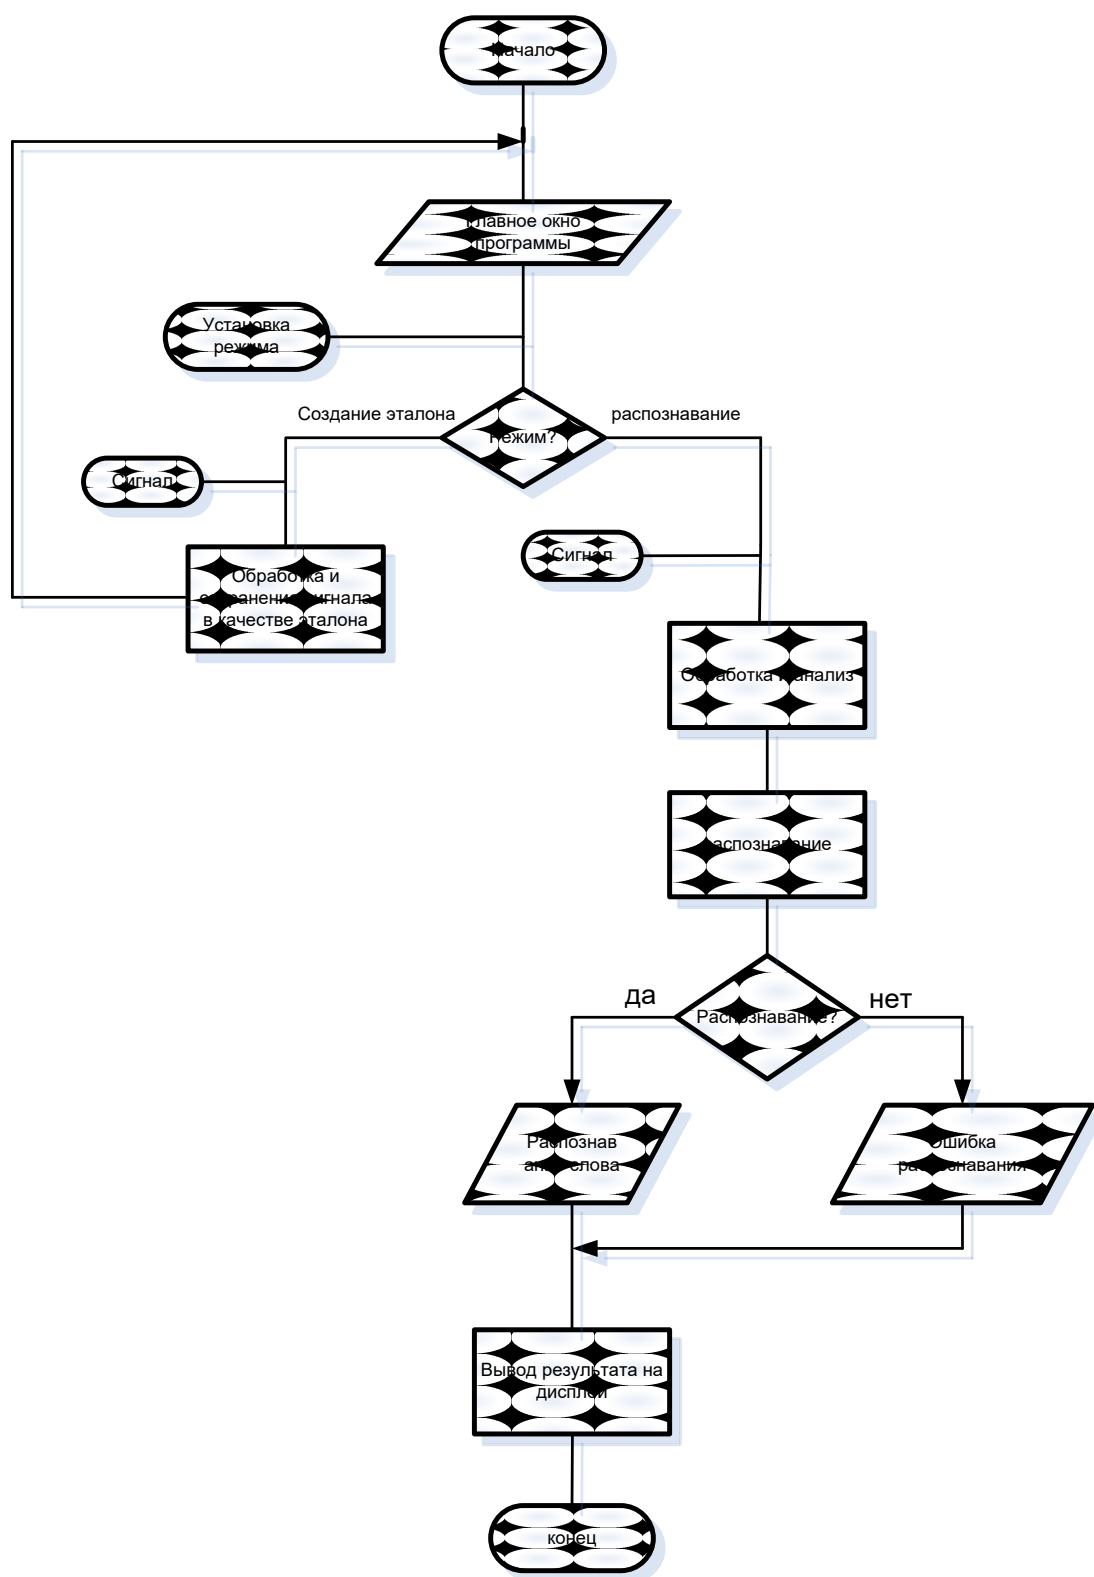 Начало
Главное окно
программы
Установка
режима
Создание эталона
распознавание
Режим?
Сигнал
Сигнал
Обработка и
сохранение сигнала
в качестве эталона
Обработка и анализ
Распознавание
да
нет
Распознавание?
Распознав
ание слова
Ошибка
распознавания
Вывод результата на
дисплей
конец